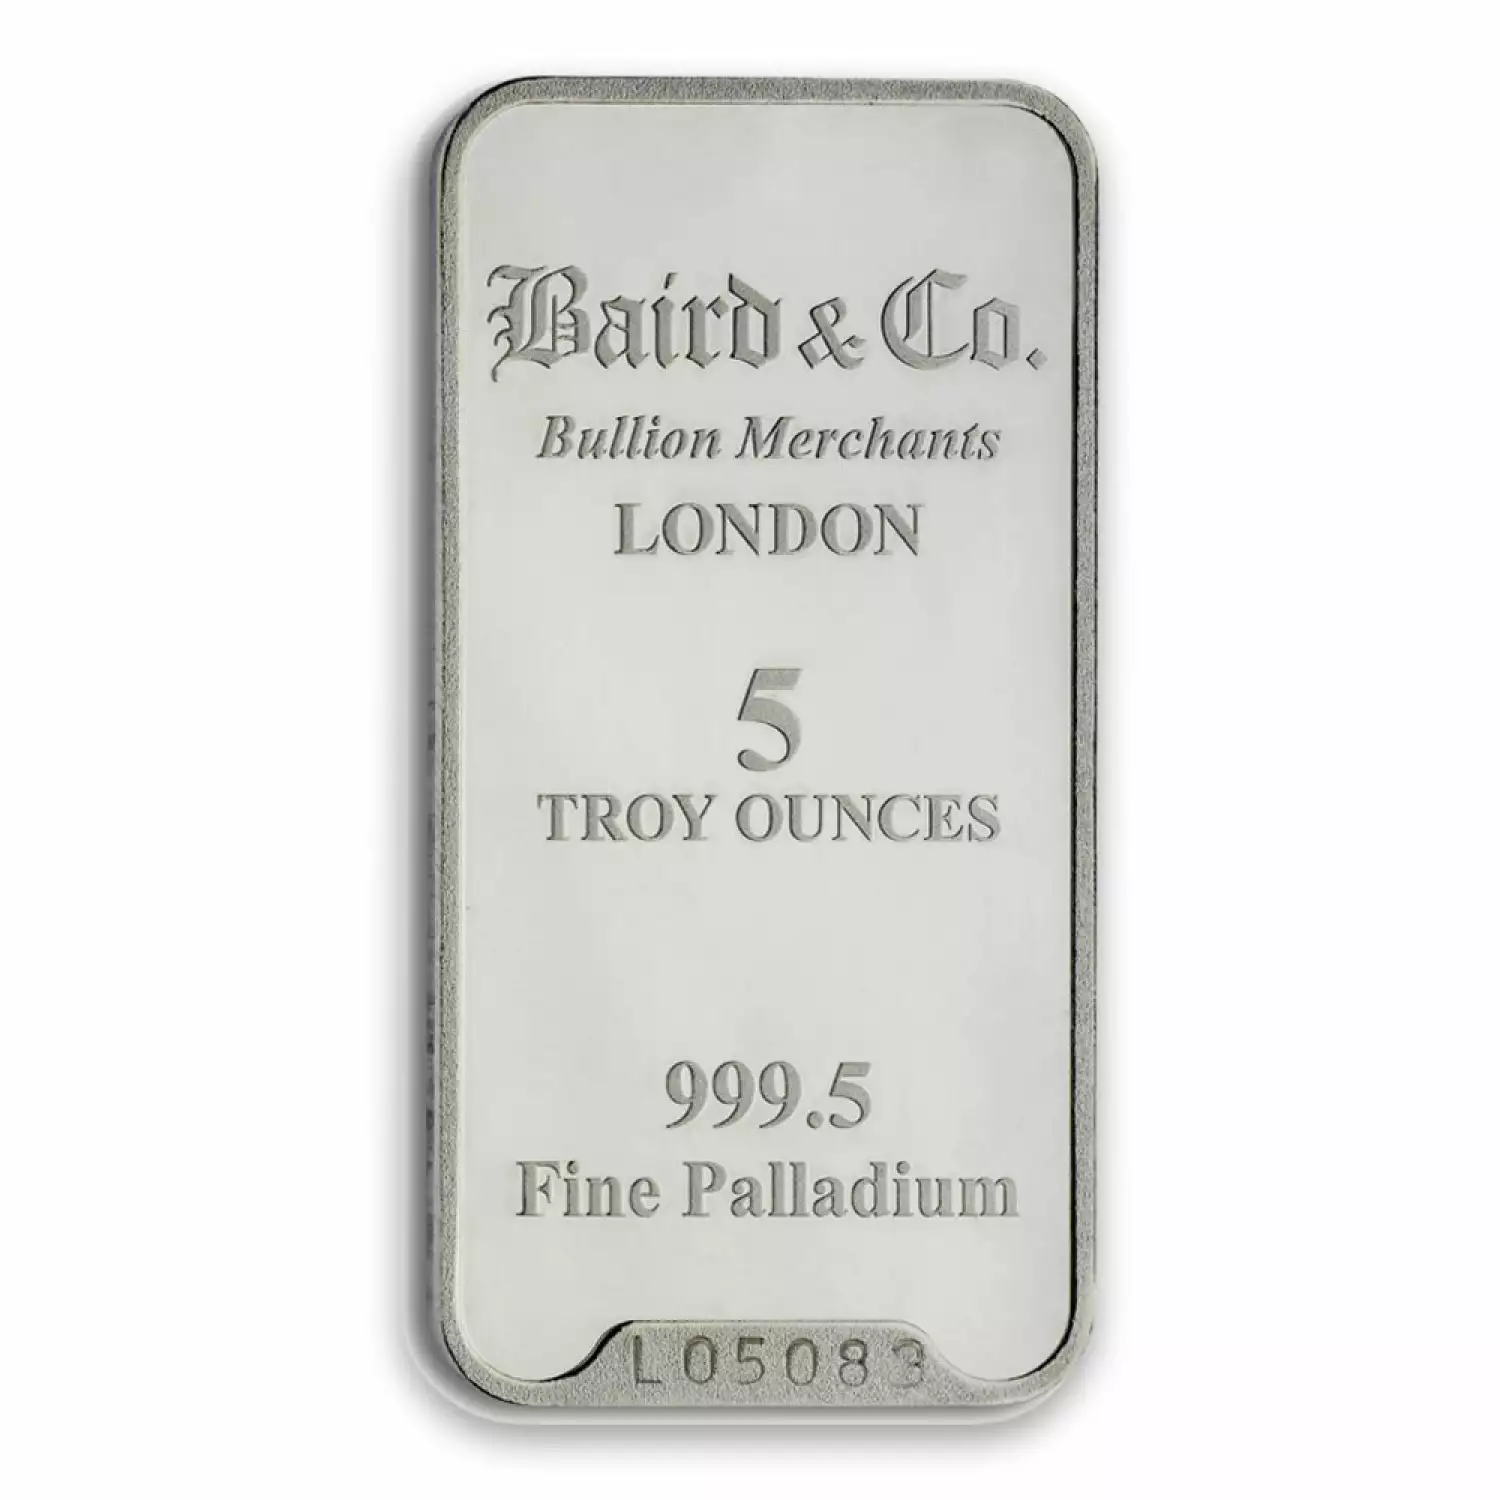 Baird & Co.
Bullion Merchants
LONDON
5
TROY OUNCES
999.5
Fine Palladium
L05083